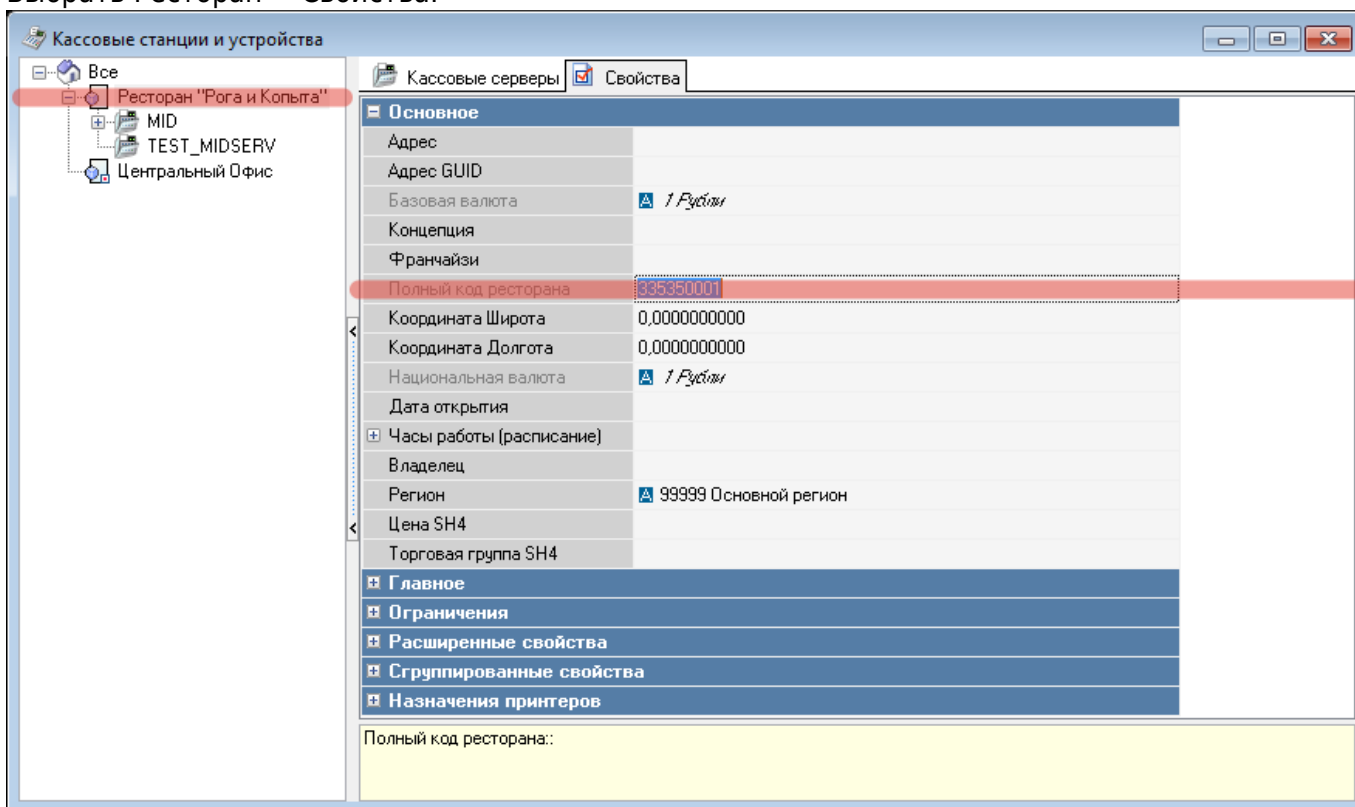 Кассовые станции и устройства
Все
Ресторан "Рога и Копыта"
MID
TEST_MIDSERV
Центральный Офис
Кассовые серверы
Свойства
Основное
Адрес
Адрес GUID
Базовая валюта 1 Рубли
Концепция
Франчайзи
Полный код ресторана 335350001
Координата Широта 0,0000000000
Координата Долгота 0,0000000000
Национальная валюта 1 Рубли
Дата открытия
Часы работы (расписание)
Владелец
Регион 99999 Основной регион
Цена SH4
Торговая группа SH4
Главное
Ограничения
Расширенные свойства
Сгруппированные свойства
Назначения принтеров
Полный код ресторана::